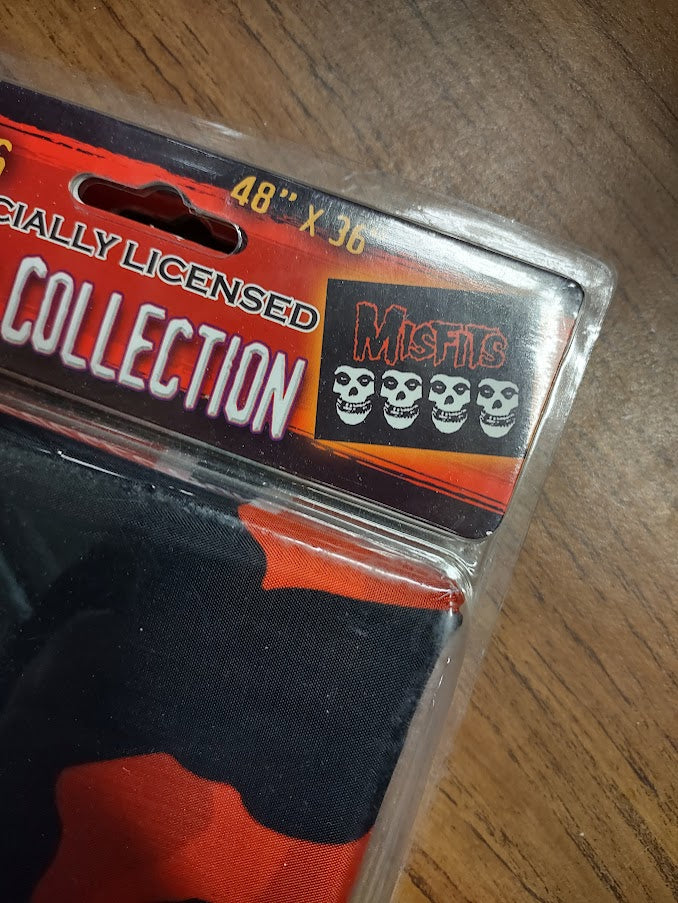 48" X 36"
CIALLY LICENSED
COLLECTION
MISFITS